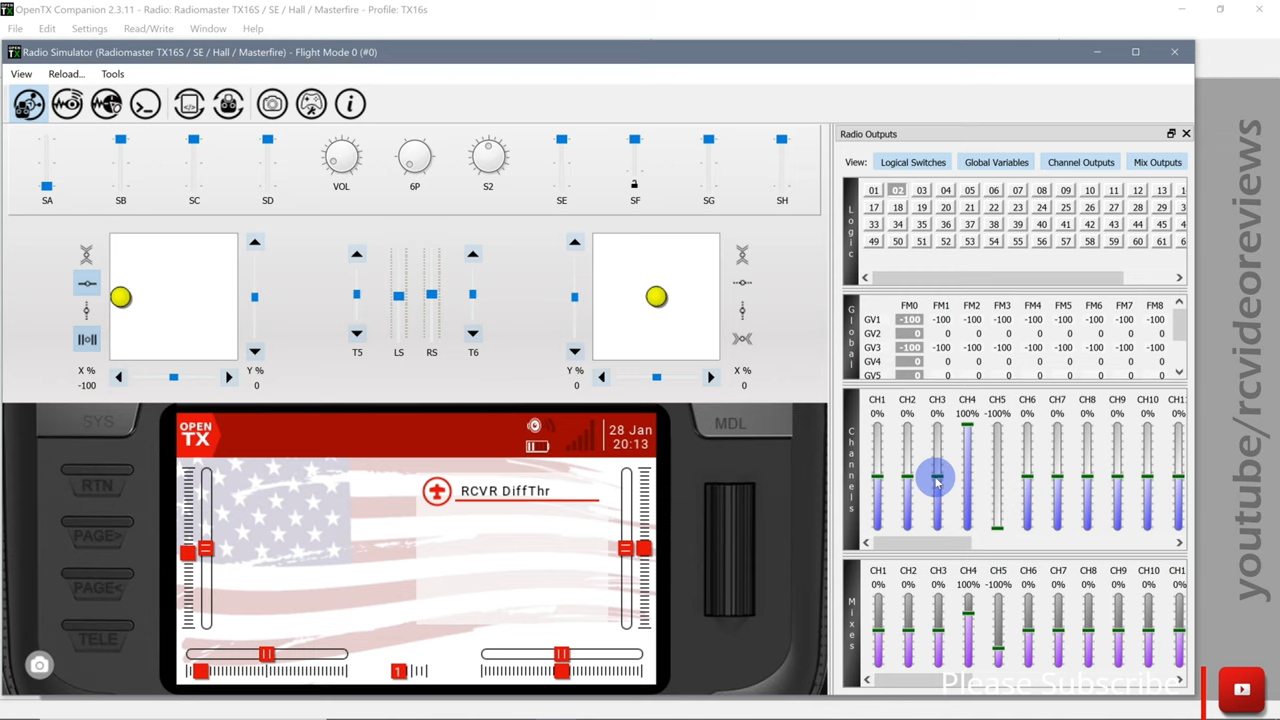 OpenTX Companion 2.3.11 - Radio: Radiomaster TX16S / SE / Hall / Masterfire - Profile: TX16s
File Edit Settings Read/Write Window Help
Radio Simulator (Radiomaster TX16S / SE / Hall / Masterfire) - Flight Mode 0 (#0)
View Reload... Tools
Radio Outputs
View: Logical Switches Global Variables Channel Outputs Mix Outputs
SA SB SC SD VOL 6P S2 SE SF SG SH
Logic
01 02 03 04 05 06 07 08 09 10 11 12 13 1
17 18 19 20 21 22 23 24 25 26 27 28 29 3
33 34 35 36 37 38 39 40 41 42 43 44 45 4
49 50 51 52 53 54 55 56 57 58 59 60 61 6
T5 LS RS T6
X % -100
Y % 0
Y % 0
X % 0
Global
FM0 FM1 FM2 FM3 FM4 FM5 FM6 FM7 FM8
GV1 -100 -100 -100 -100 -100 -100 -100 -100 -100
GV2 0 0 0 0 0 0 0 0 0
GV3 -100 -100 -100 -100 -100 -100 -100 -100 -100
GV4 0 0 0 0 0 0 0 0 0
GV5 0 0 0 0 0 0 0 0 0
Channels
CH1 CH2 CH3 CH4 CH5 CH6 CH7 CH8 CH9 CH10 CH1
0% 0% 0% 100% -100% 0% 0% 0% 0% 0% 0%
Mixes
CH1 CH2 CH3 CH4 CH5 CH6 CH7 CH8 CH9 CH10 CH1
0% 0% 0% 100% -100% 0% 0% 0% 0% 0% 0%
SYS
RTN
PAGE>
PAGE<
TELE
MDL
OPEN TX
28 Jan
20:13
RCVR DiffThr
1
Please Subscribe
youtube/rcvideoreviews